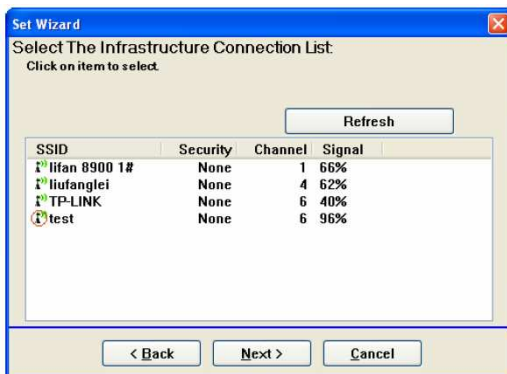 Set Wizard
Select The Infrastructure Connection List:
Click on item to select.
Refresh
SSID Security Channel Signal
lifan 8900 1# None 1 66%
liufanglei None 4 62%
TP-LINK None 6 40%
test None 6 96%
< Back Next > Cancel